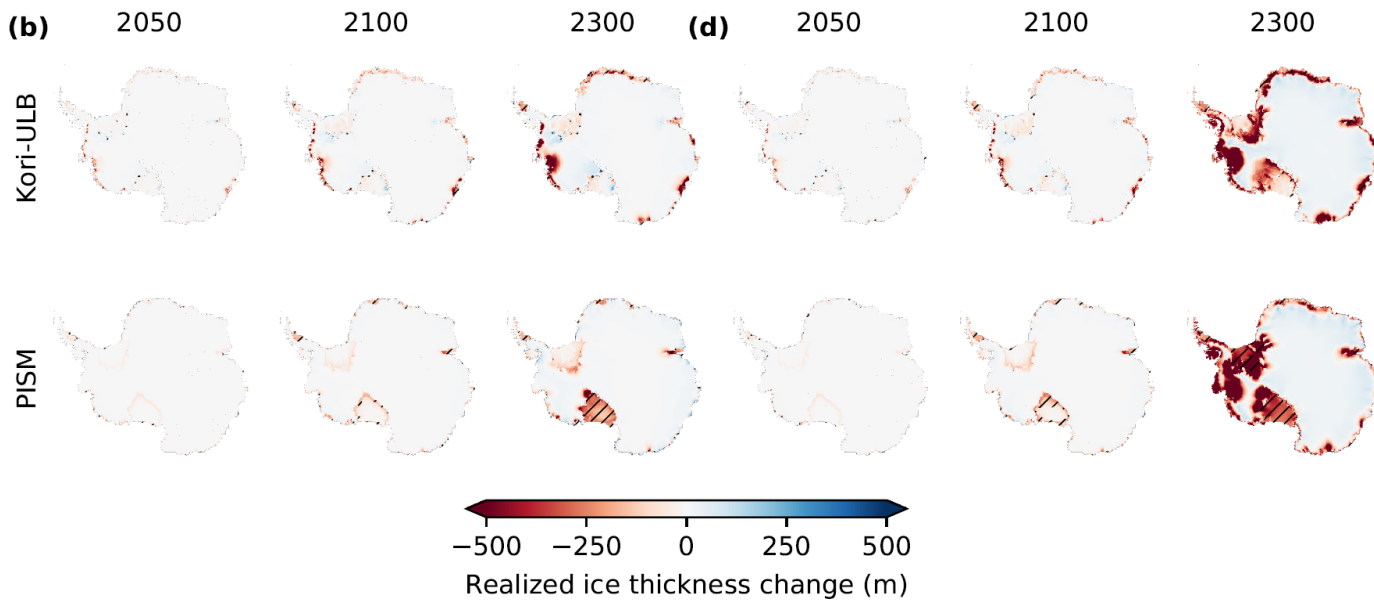 (b) 2050 2100 2300 (d) 2050 2100 2300
Kori-ULB
PISM
−500 −250 0 250 500
Realized ice thickness change (m)